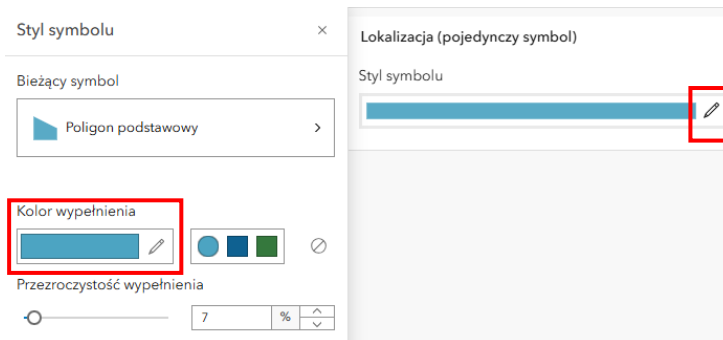 Styl symbolu
Bieżący symbol
Poligon podstawowy
Kolor wypełnienia
Przezroczystość wypełnienia
7 %
Lokalizacja (pojedynczy symbol)
Styl symbolu